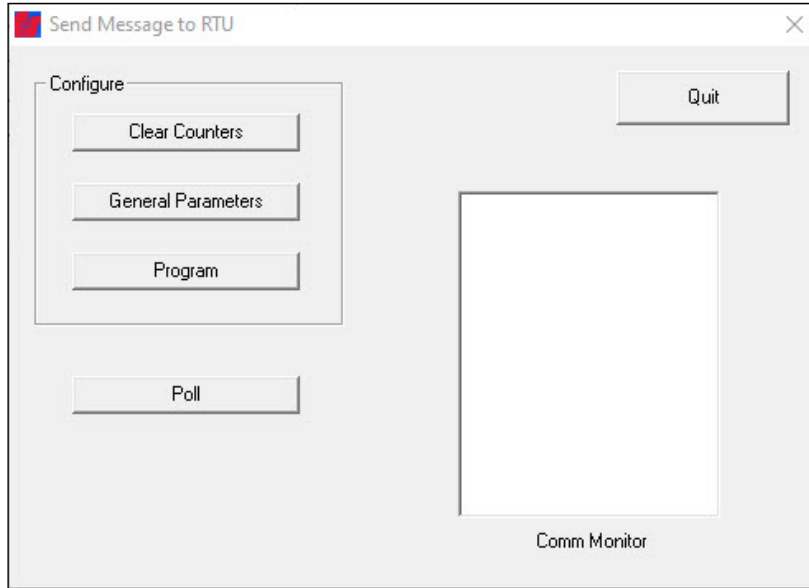 Send Message to RTU
Configure
Clear Counters
General Parameters
Program
Poll
Quit
Comm Monitor